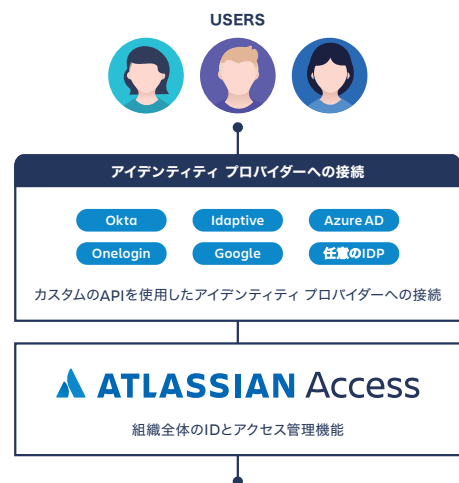 USERS
アイデンティティ プロバイダーへの接続
Okta Idaptive Azure AD
Onelogin Google 任意のIDP
カスタムのAPIを使用したアイデンティティ プロバイダーへの接続
ATLASSIAN Access
組織全体のIDとアクセス管理機能